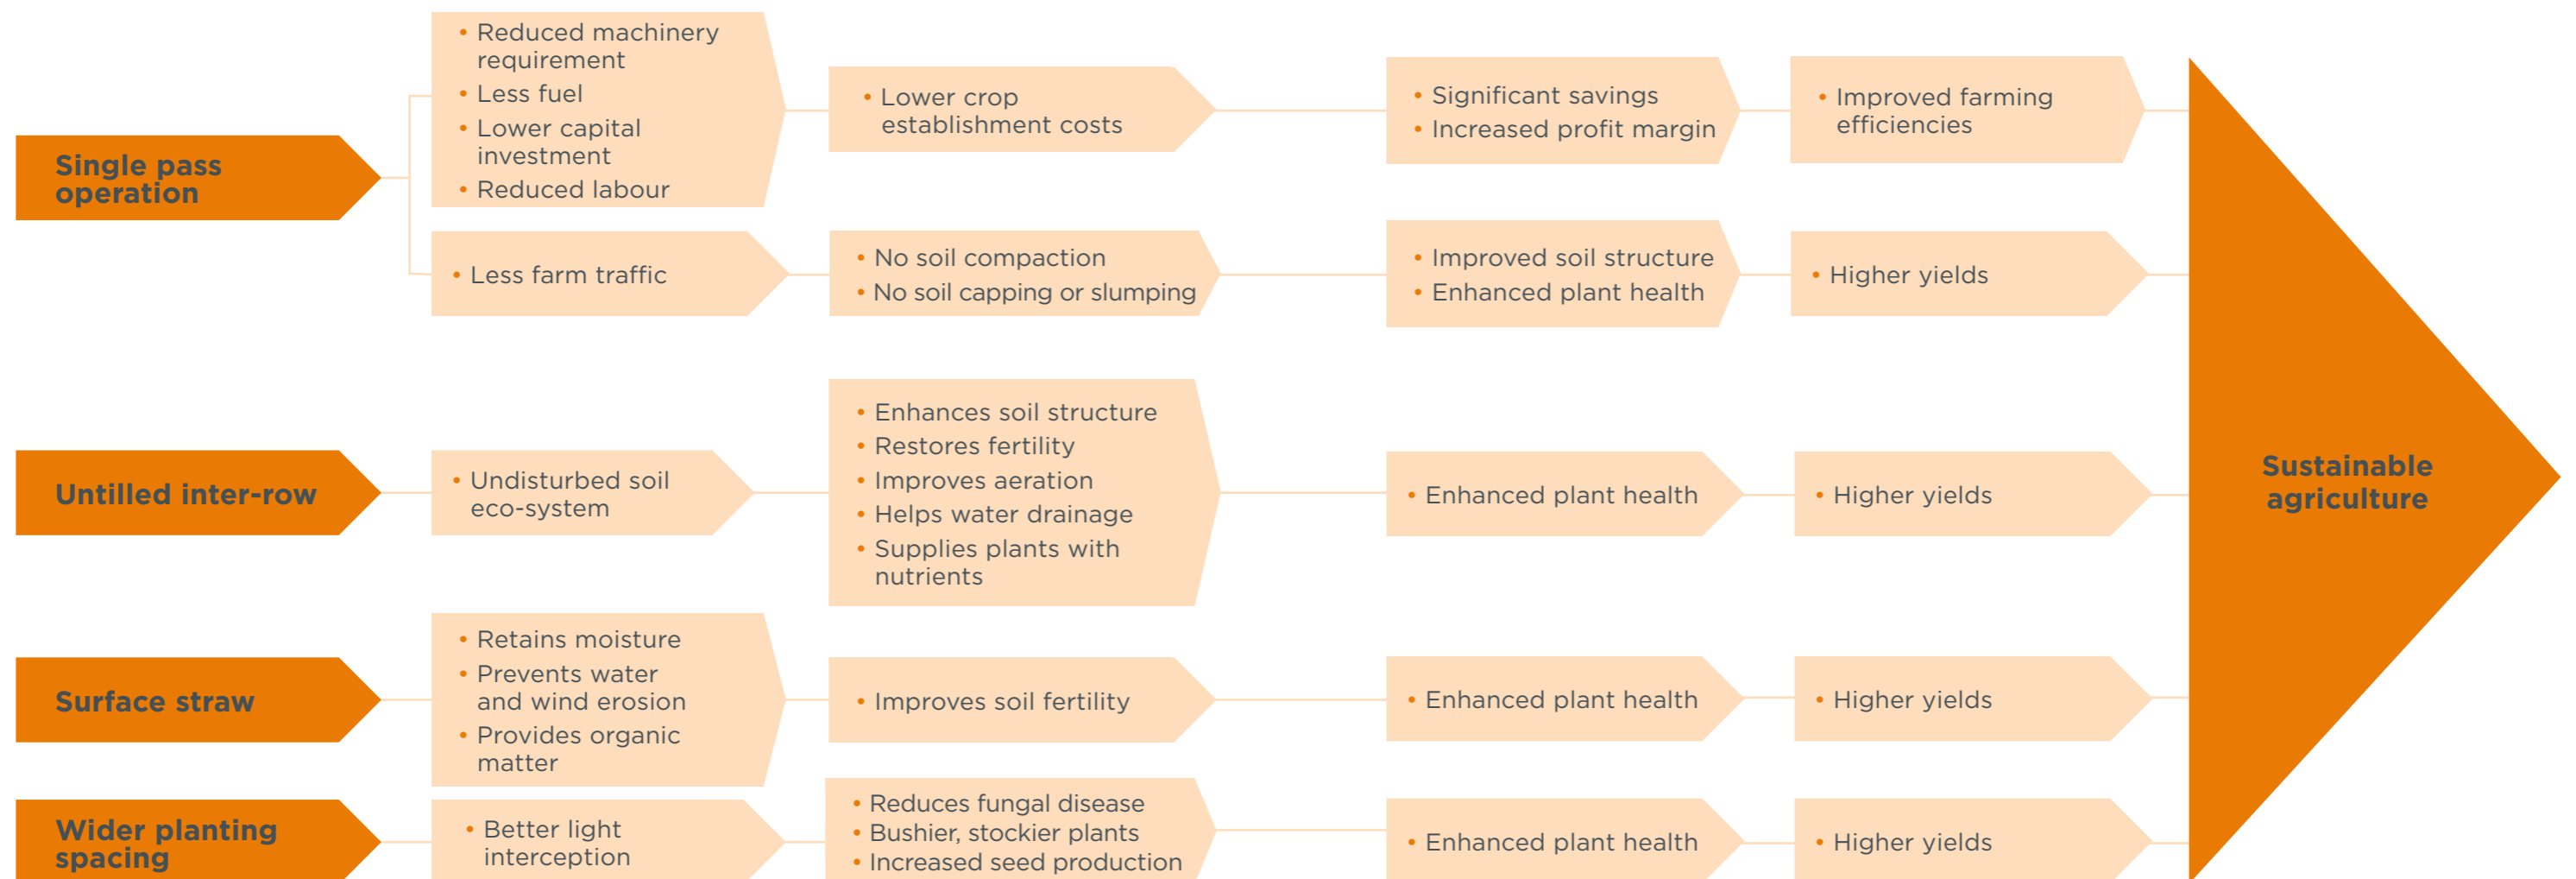 Single pass
operation
• Reduced machinery
requirement
• Less fuel
• Lower capital
investment
• Reduced labour
• Lower crop
establishment costs
• Significant savings
• Increased profit margin
• Improved farming
efficiencies
• Less farm traffic
• No soil compaction
• No soil capping or slumping
• Improved soil structure
• Enhanced plant health
• Higher yields
Untilled inter-row
• Undisturbed soil
eco-system
• Enhances soil structure
• Restores fertility
• Improves aeration
• Helps water drainage
• Supplies plants with
nutrients
• Enhanced plant health
• Higher yields
Surface straw
• Retains moisture
• Prevents water
and wind erosion
• Provides organic
matter
• Improves soil fertility
• Enhanced plant health
• Higher yields
Wider planting
spacing
• Better light
interception
• Reduces fungal disease
• Bushier, stockier plants
• Increased seed production
• Enhanced plant health
• Higher yields
Sustainable
agriculture